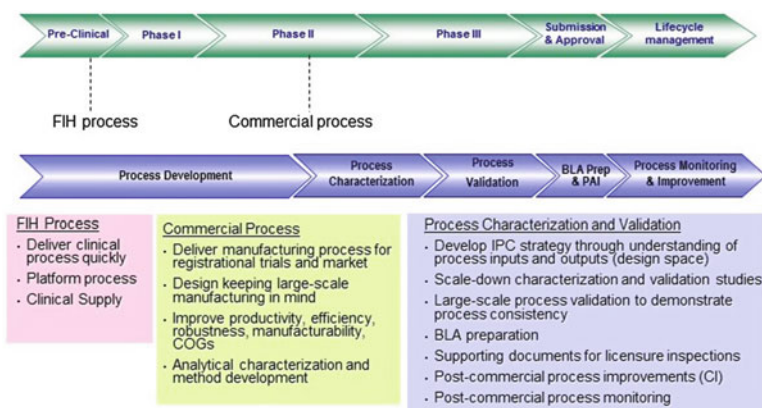 Pre-Clinical
Phase I
Phase II
Phase III
Submission
& Approval
Lifecycle
management
FIH process
Commercial process
Process Development
Process
Characterization
Process
Validation
BLA Prep
& PAI
Process Monitoring
& Improvement
FIH Process
• Deliver clinical
process quickly
• Platform process
• Clinical Supply
Commercial Process
• Deliver manufacturing process for
registrational trials and market
• Design keeping large-scale
manufacturing in mind
• Improve productivity, efficiency,
robustness, manufacturability,
COGs
• Analytical characterization and
method development
Process Characterization and Validation
• Develop IPC strategy through understanding of
process inputs and outputs (design space)
• Scale-down characterization and validation studies
• Large-scale process validation to demonstrate
process consistency
• BLA preparation
• Supporting documents for licensure inspections
• Post-commercial process improvements (CI)
• Post-commercial process monitoring